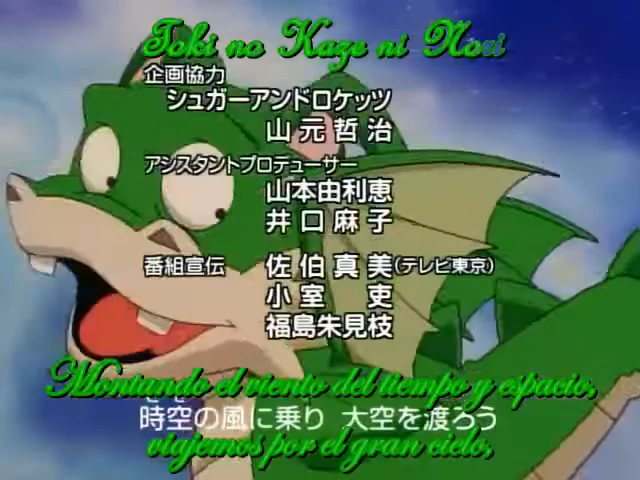 Toki no Kaze ni Nori
企画協力
シュガーアンドロケッツ
山元哲治
アシスタントプロデューサー
山本由利恵
井口麻子
番組宣伝 佐伯真美(テレビ東京)
小室 吏
福島朱見枝
Montando el viento del tiempo y espacio,
時空の風に乗り 大空を渡ろう
viajemos por el gran cielo,